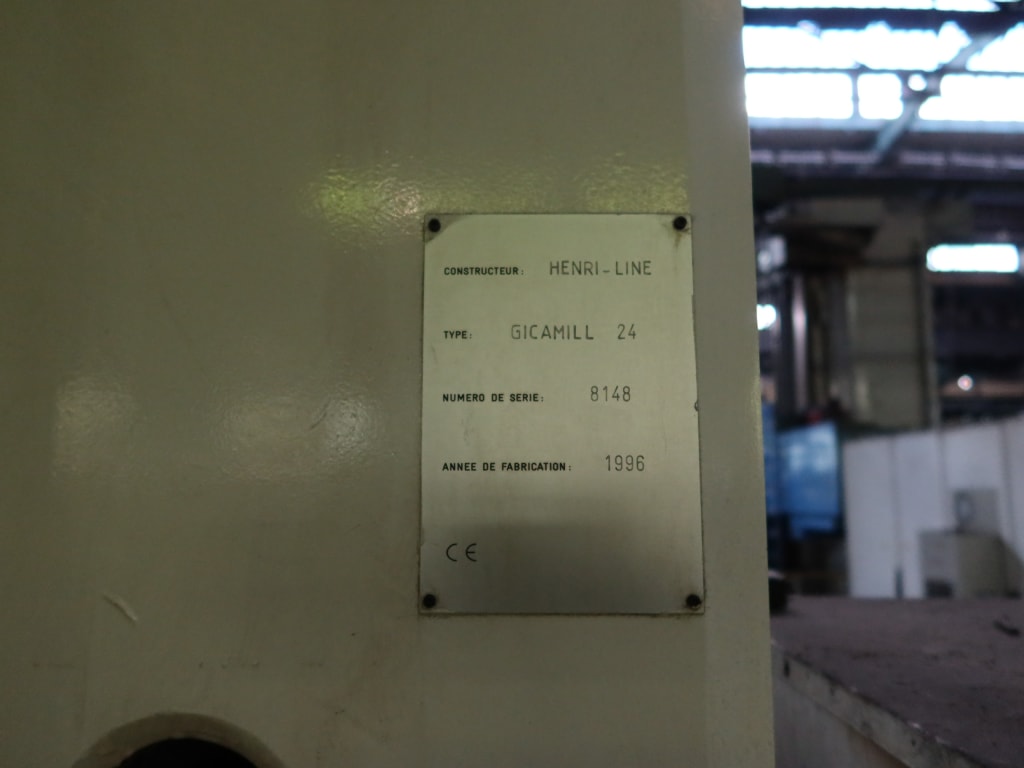 CONSTRUCTEUR: HENRI-LINE
TYPE: GICAMILL 24
NUMERO DE SERIE: 8148
ANNEE DE FABRICATION: 1996
CE